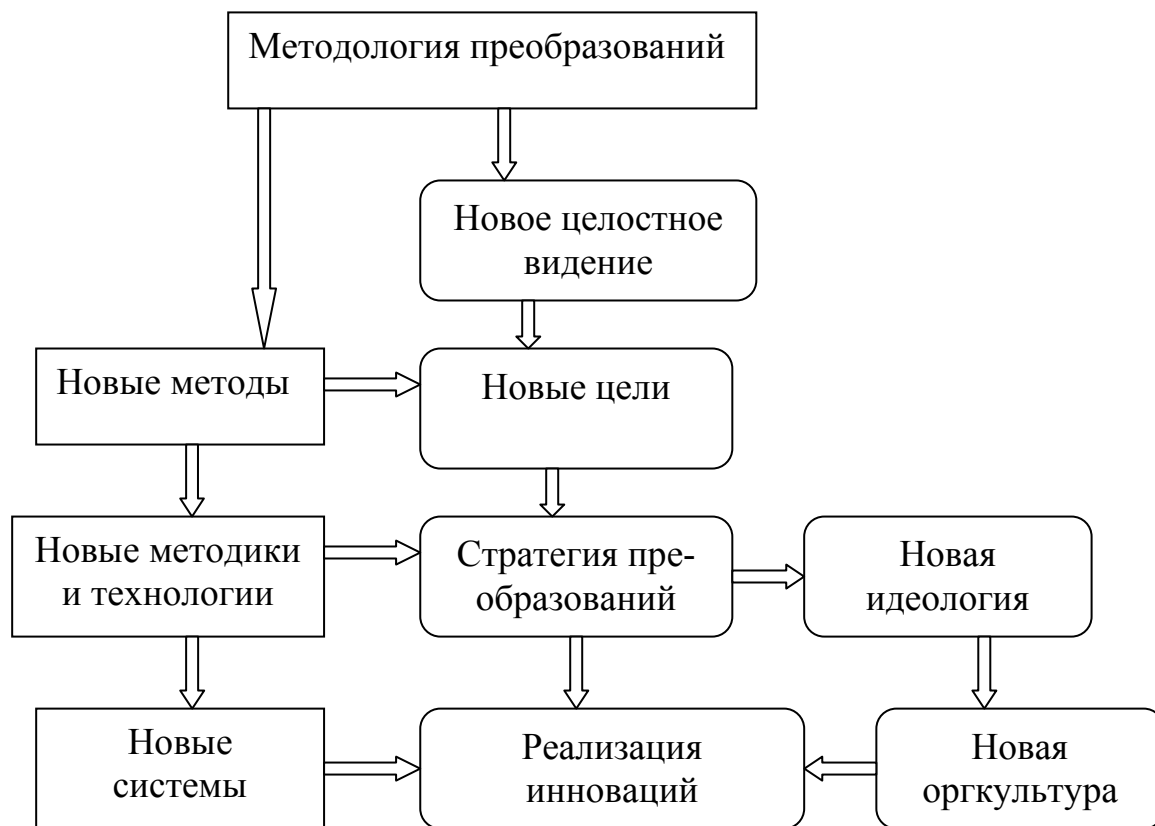 Методология преобразований
Новое целостное
видение
Новые методы
Новые цели
Новые методики
и технологии
Стратегия пре-
образований
Новая
идеология
Новые
системы
Реализация
инноваций
Новая
оргкультура